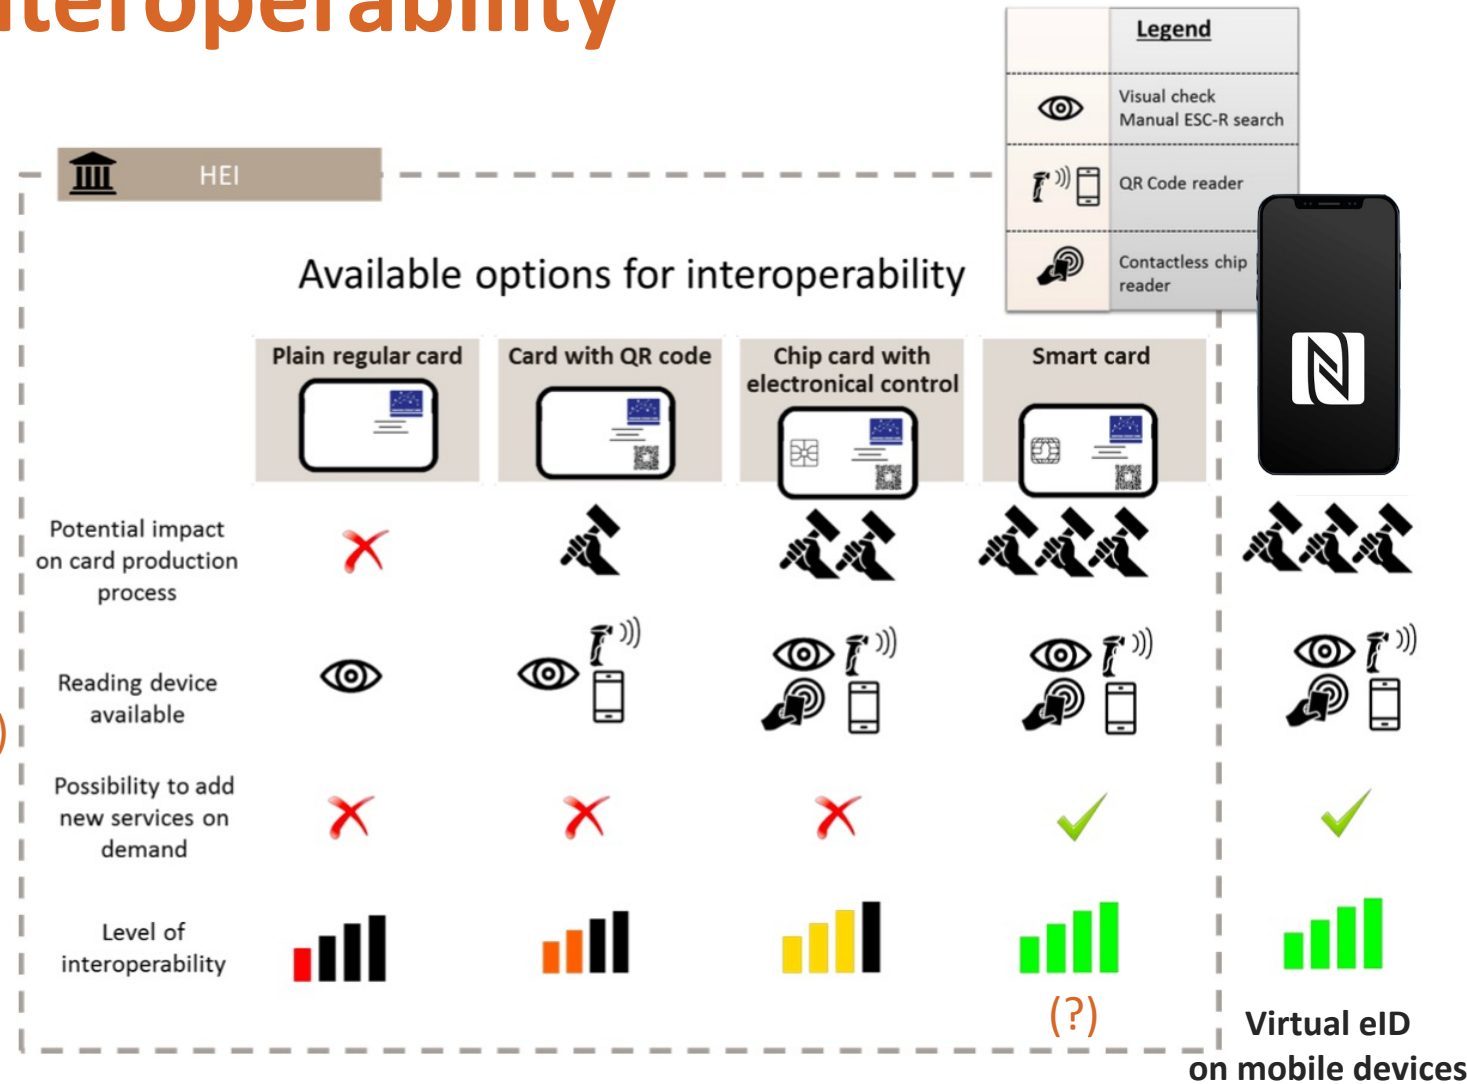 nteroperability
Legend
Visual check
Manual ESC-R search
QR Code reader
Contactless chip
reader
HEI
Available options for interoperability
Plain regular card
Card with QR code
Chip card with
electronical control
Smart card
Potential impact
on card production
process
Reading device
available
)
Possibility to add
new services on
demand
Level of
interoperability
(?)
Virtual eID
on mobile devices